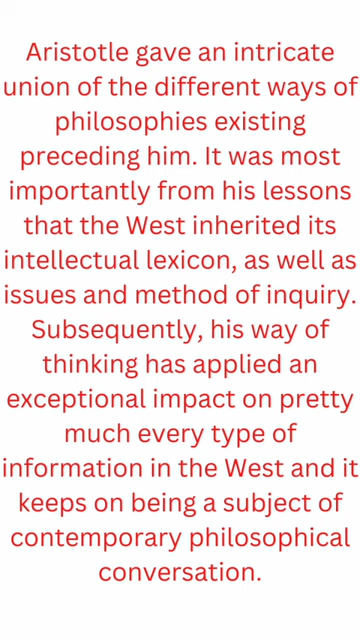 Aristotle gave an intricate
union of the different ways of
philosophies existing
preceding him. It was most
importantly from his lessons
that the West inherited its
intellectual lexicon, as well as
issues and method of inquiry.
Subsequently, his way of
thinking has applied an
exceptional impact on pretty
much every type of
information in the West and it
keeps on being a subject of
contemporary philosophical
conversation.